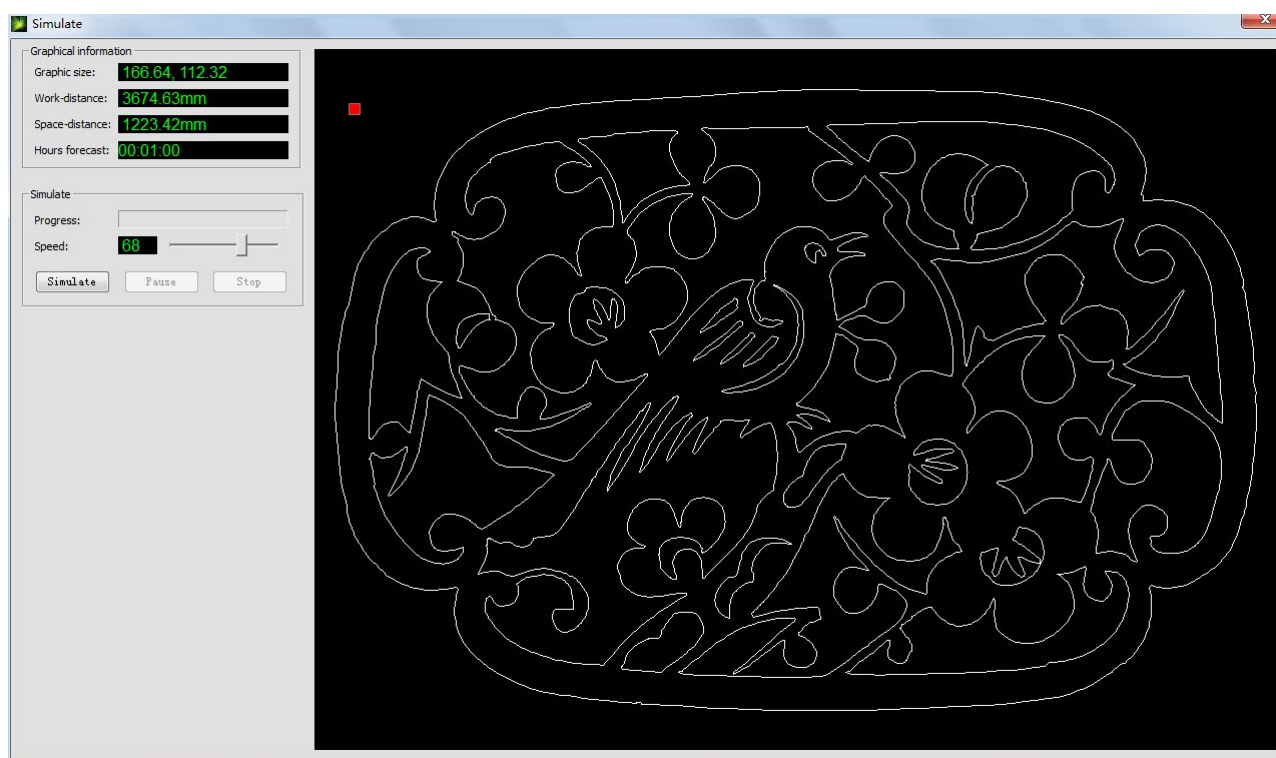 Simulate
Graphical information
Graphic size: 166.64, 112.32
Work-distance: 3674.63mm
Space-distance: 1223.42mm
Hours forecast: 00:01:00
Simulate
Progress:
Speed: 68
Simulate Pause Stop